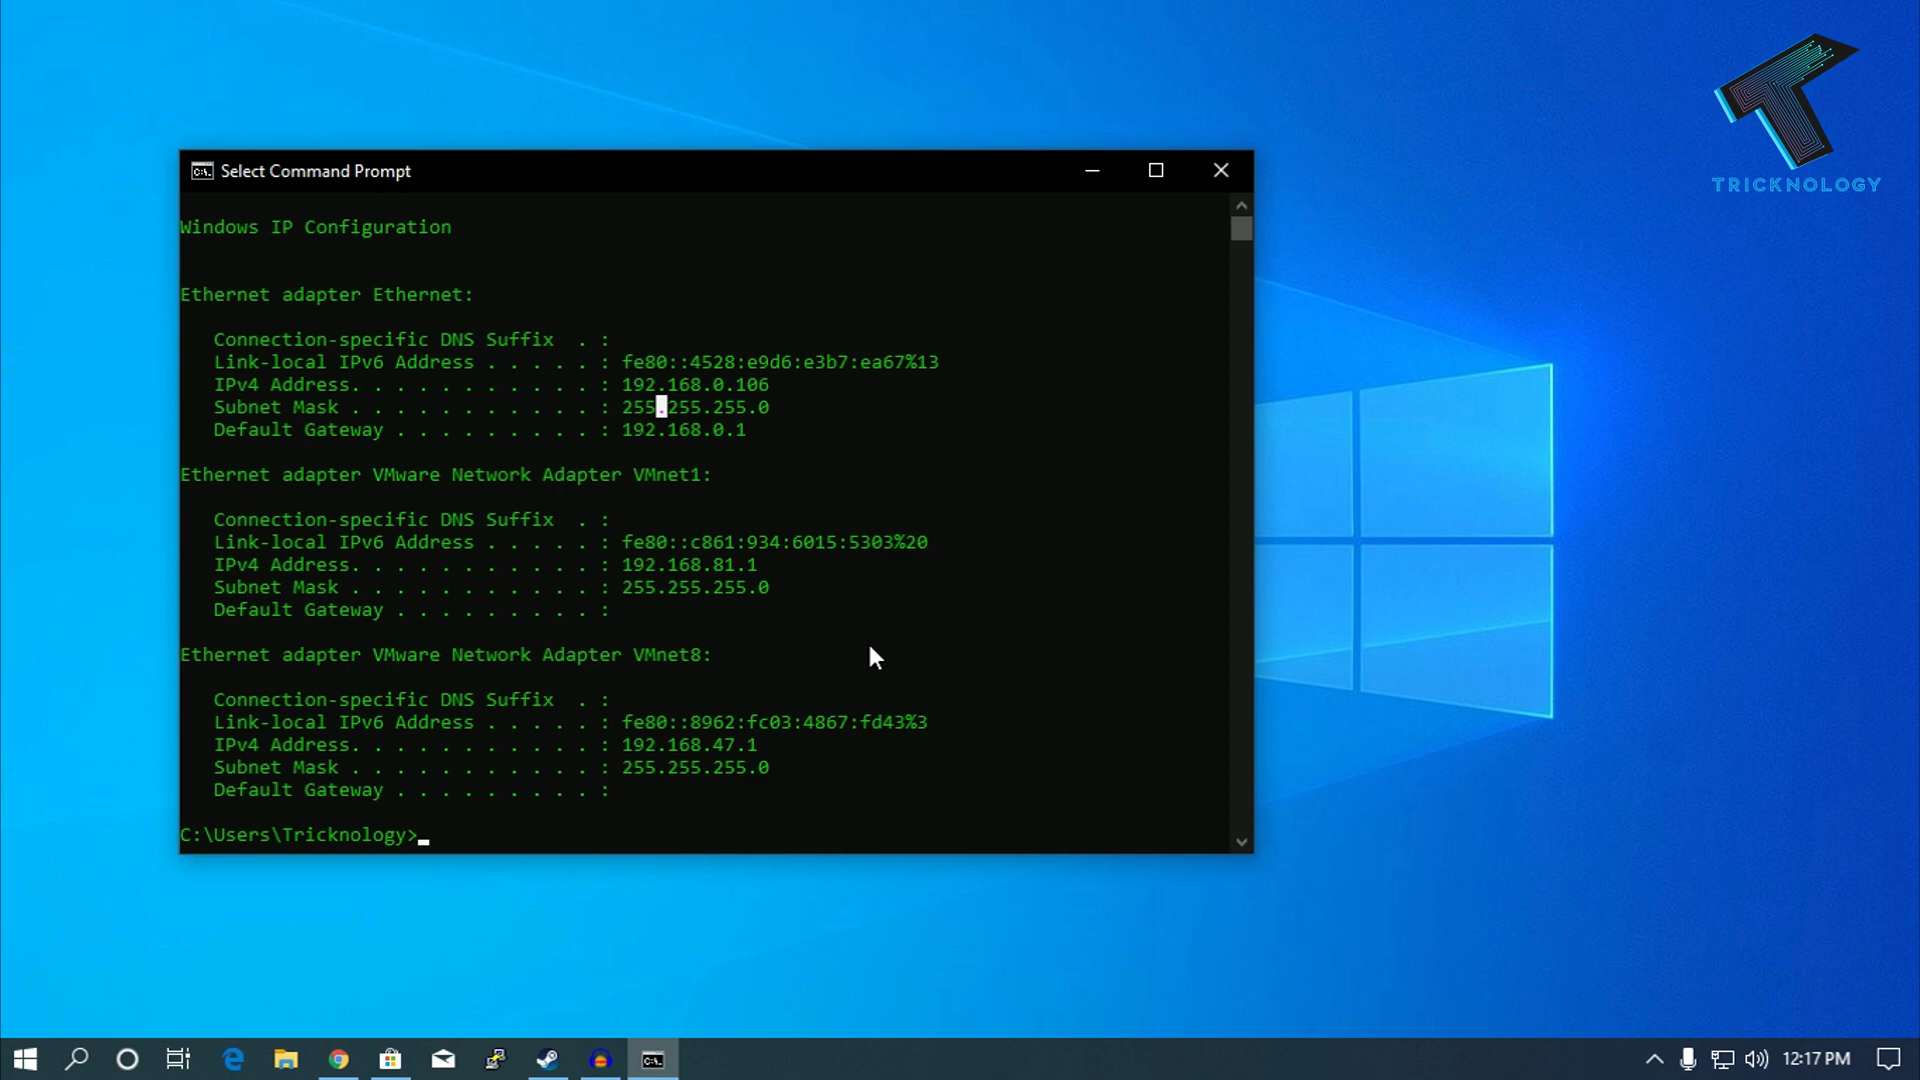 TRICKNOLOGY
Select Command Prompt
Windows IP Configuration
Ethernet adapter Ethernet:
Connection-specific DNS Suffix . :
Link-local IPv6 Address . . . . . : fe80::4528:e9d6:e3b7:ea67%13
IPv4 Address. . . . . . . . . . . : 192.168.0.106
Subnet Mask . . . . . . . . . . . : 255.255.255.0
Default Gateway . . . . . . . . . : 192.168.0.1
Ethernet adapter VMware Network Adapter VMnet1:
Connection-specific DNS Suffix . :
Link-local IPv6 Address . . . . . : fe80::c861:934:6015:5303%20
IPv4 Address. . . . . . . . . . . : 192.168.81.1
Subnet Mask . . . . . . . . . . . : 255.255.255.0
Default Gateway . . . . . . . . . :
Ethernet adapter VMware Network Adapter VMnet8:
Connection-specific DNS Suffix . :
Link-local IPv6 Address . . . . . : fe80::8962:fc03:4867:fd43%3
IPv4 Address. . . . . . . . . . . : 192.168.47.1
Subnet Mask . . . . . . . . . . . : 255.255.255.0
Default Gateway . . . . . . . . . :
C:\Users\Tricknology>
12:17 PM